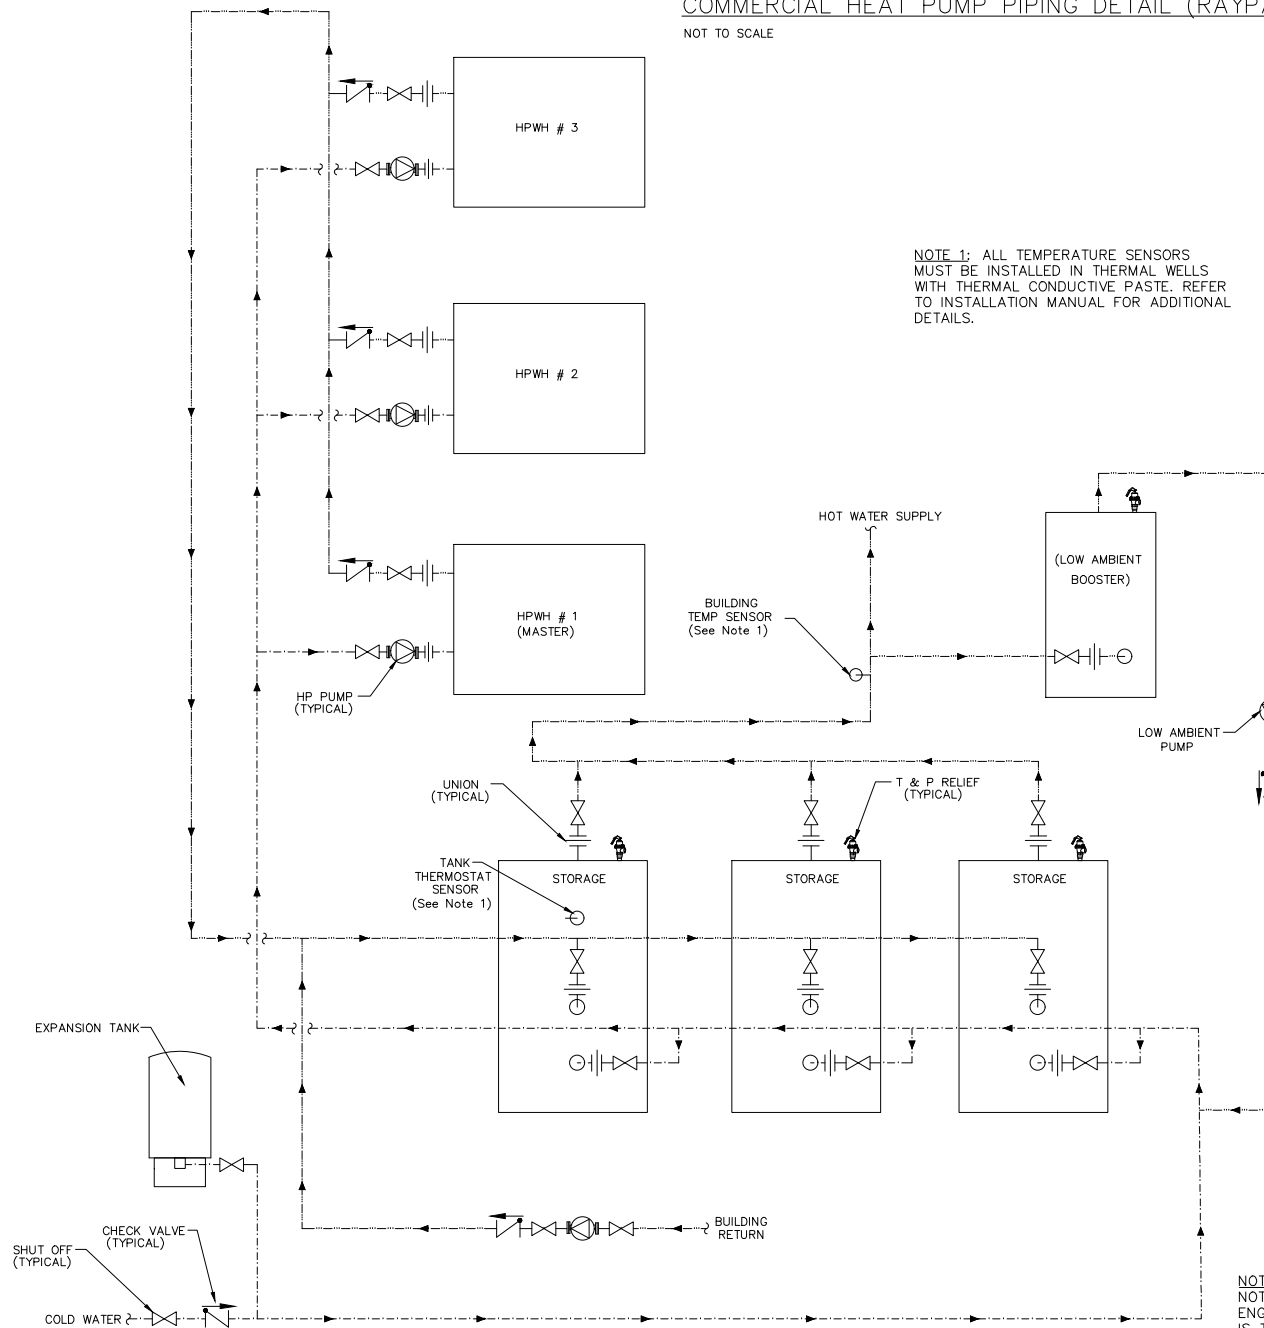 COMMERCIAL HEAT PUMP PIPING DETAIL
NOT TO SCALE
HPWH # 3
NOTE 1: ALL TEMPERATURE SENSORS
MUST BE INSTALLED IN THERMAL WELLS
WITH THERMAL CONDUCTIVE PASTE. REFER
TO INSTALLATION MANUAL FOR ADDITIONAL
DETAILS.
HPWH # 2
HOT WATER SUPPLY
(LOW AMBIENT
BOOSTER)
BUILDING
TEMP SENSOR
(See Note 1)
HPWH # 1
(MASTER)
HP PUMP
(TYPICAL)
LOW AMBIENT
PUMP
UNION
(TYPICAL)
T & P RELIEF
(TYPICAL)
TANK
THERMOSTAT
SENSOR
(See Note 1)
STORAGE
STORAGE
STORAGE
EXPANSION TANK
BUILDING
RETURN
CHECK VALVE
(TYPICAL)
SHUT OFF
(TYPICAL)
COLD WATER